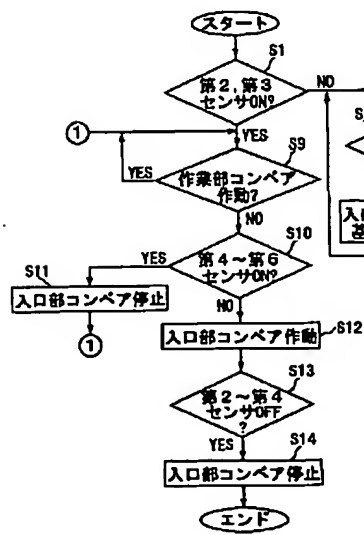 スタート
S1
第2,第3
センサON?
NO
YES
1
S9
YES
作業部コンベア
作動?
NO
S10
YES
第4～第6
センサON?
S11
入口部コンベア停止
NO
1
入口部コンベア作動
S12
S13
第2～第4
センサOFF
?
YES
S14
入口部コンベア停止
エンド